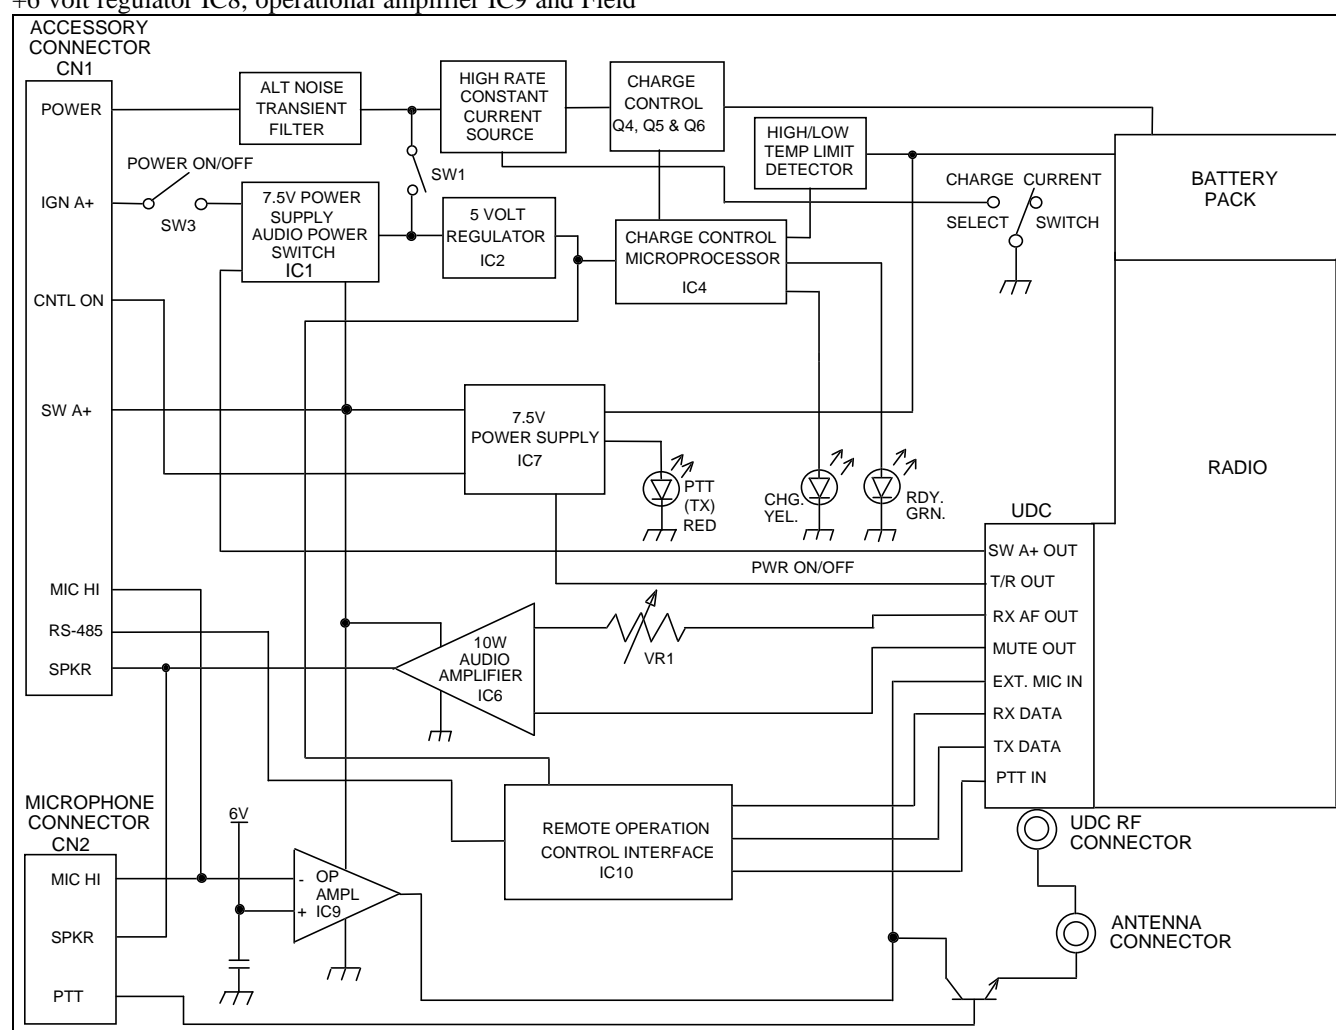 +6 volt regulator IC8, operational amplifier IC9 and Field
ACCESSORY
CONNECTOR
CN1
POWER
IGN A+
CNTL ON
SW A+
MIC HI
RS-485
SPKR
ALT NOISE
TRANSIENT
FILTER
HIGH RATE
CONSTANT
CURRENT
SOURCE
CHARGE
CONTROL
Q4, Q5 & Q6
HIGH/LOW
TEMP LIMIT
DETECTOR
POWER ON/OFF
SW3
SW1
7.5V POWER
SUPPLY
AUDIO POWER
SWITCH
IC1
5 VOLT
REGULATOR
IC2
CHARGE CONTROL
MICROPROCESSOR
IC4
CHARGE CURRENT
SELECT SWITCH
BATTERY
PACK
RADIO
7.5V
POWER SUPPLY
IC7
PTT
(TX)
RED
CHG.
YEL.
RDY.
GRN.
UDC
SW A+ OUT
T/R OUT
RX AF OUT
MUTE OUT
EXT. MIC IN
RX DATA
TX DATA
PTT IN
PWR ON/OFF
10W
AUDIO
AMPLIFIER
IC6
VR1
REMOTE OPERATION
CONTROL INTERFACE
IC10
UDC RF
CONNECTOR
ANTENNA
CONNECTOR
MICROPHONE
CONNECTOR
CN2
MIC HI
SPKR
PTT
6V
- OP
AMPL
+ IC9